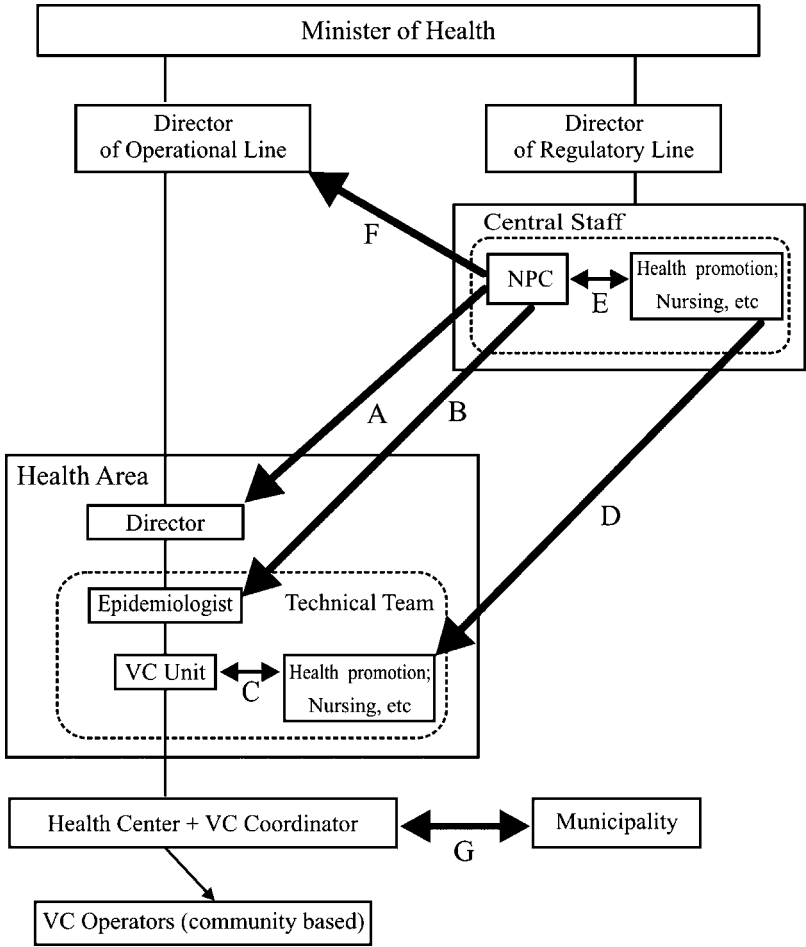 Minister of Health
Director
of Operational Line
Director
of Regulatory Line
Central Staff
F
NPC
E
Health promotion;
Nursing, etc
A
B
D
Health Area
Director
Epidemiologist
Technical Team
VC Unit
C
Health promotion;
Nursing, etc
Health Center + VC Coordinator
G
Municipality
VC Operators (community based)